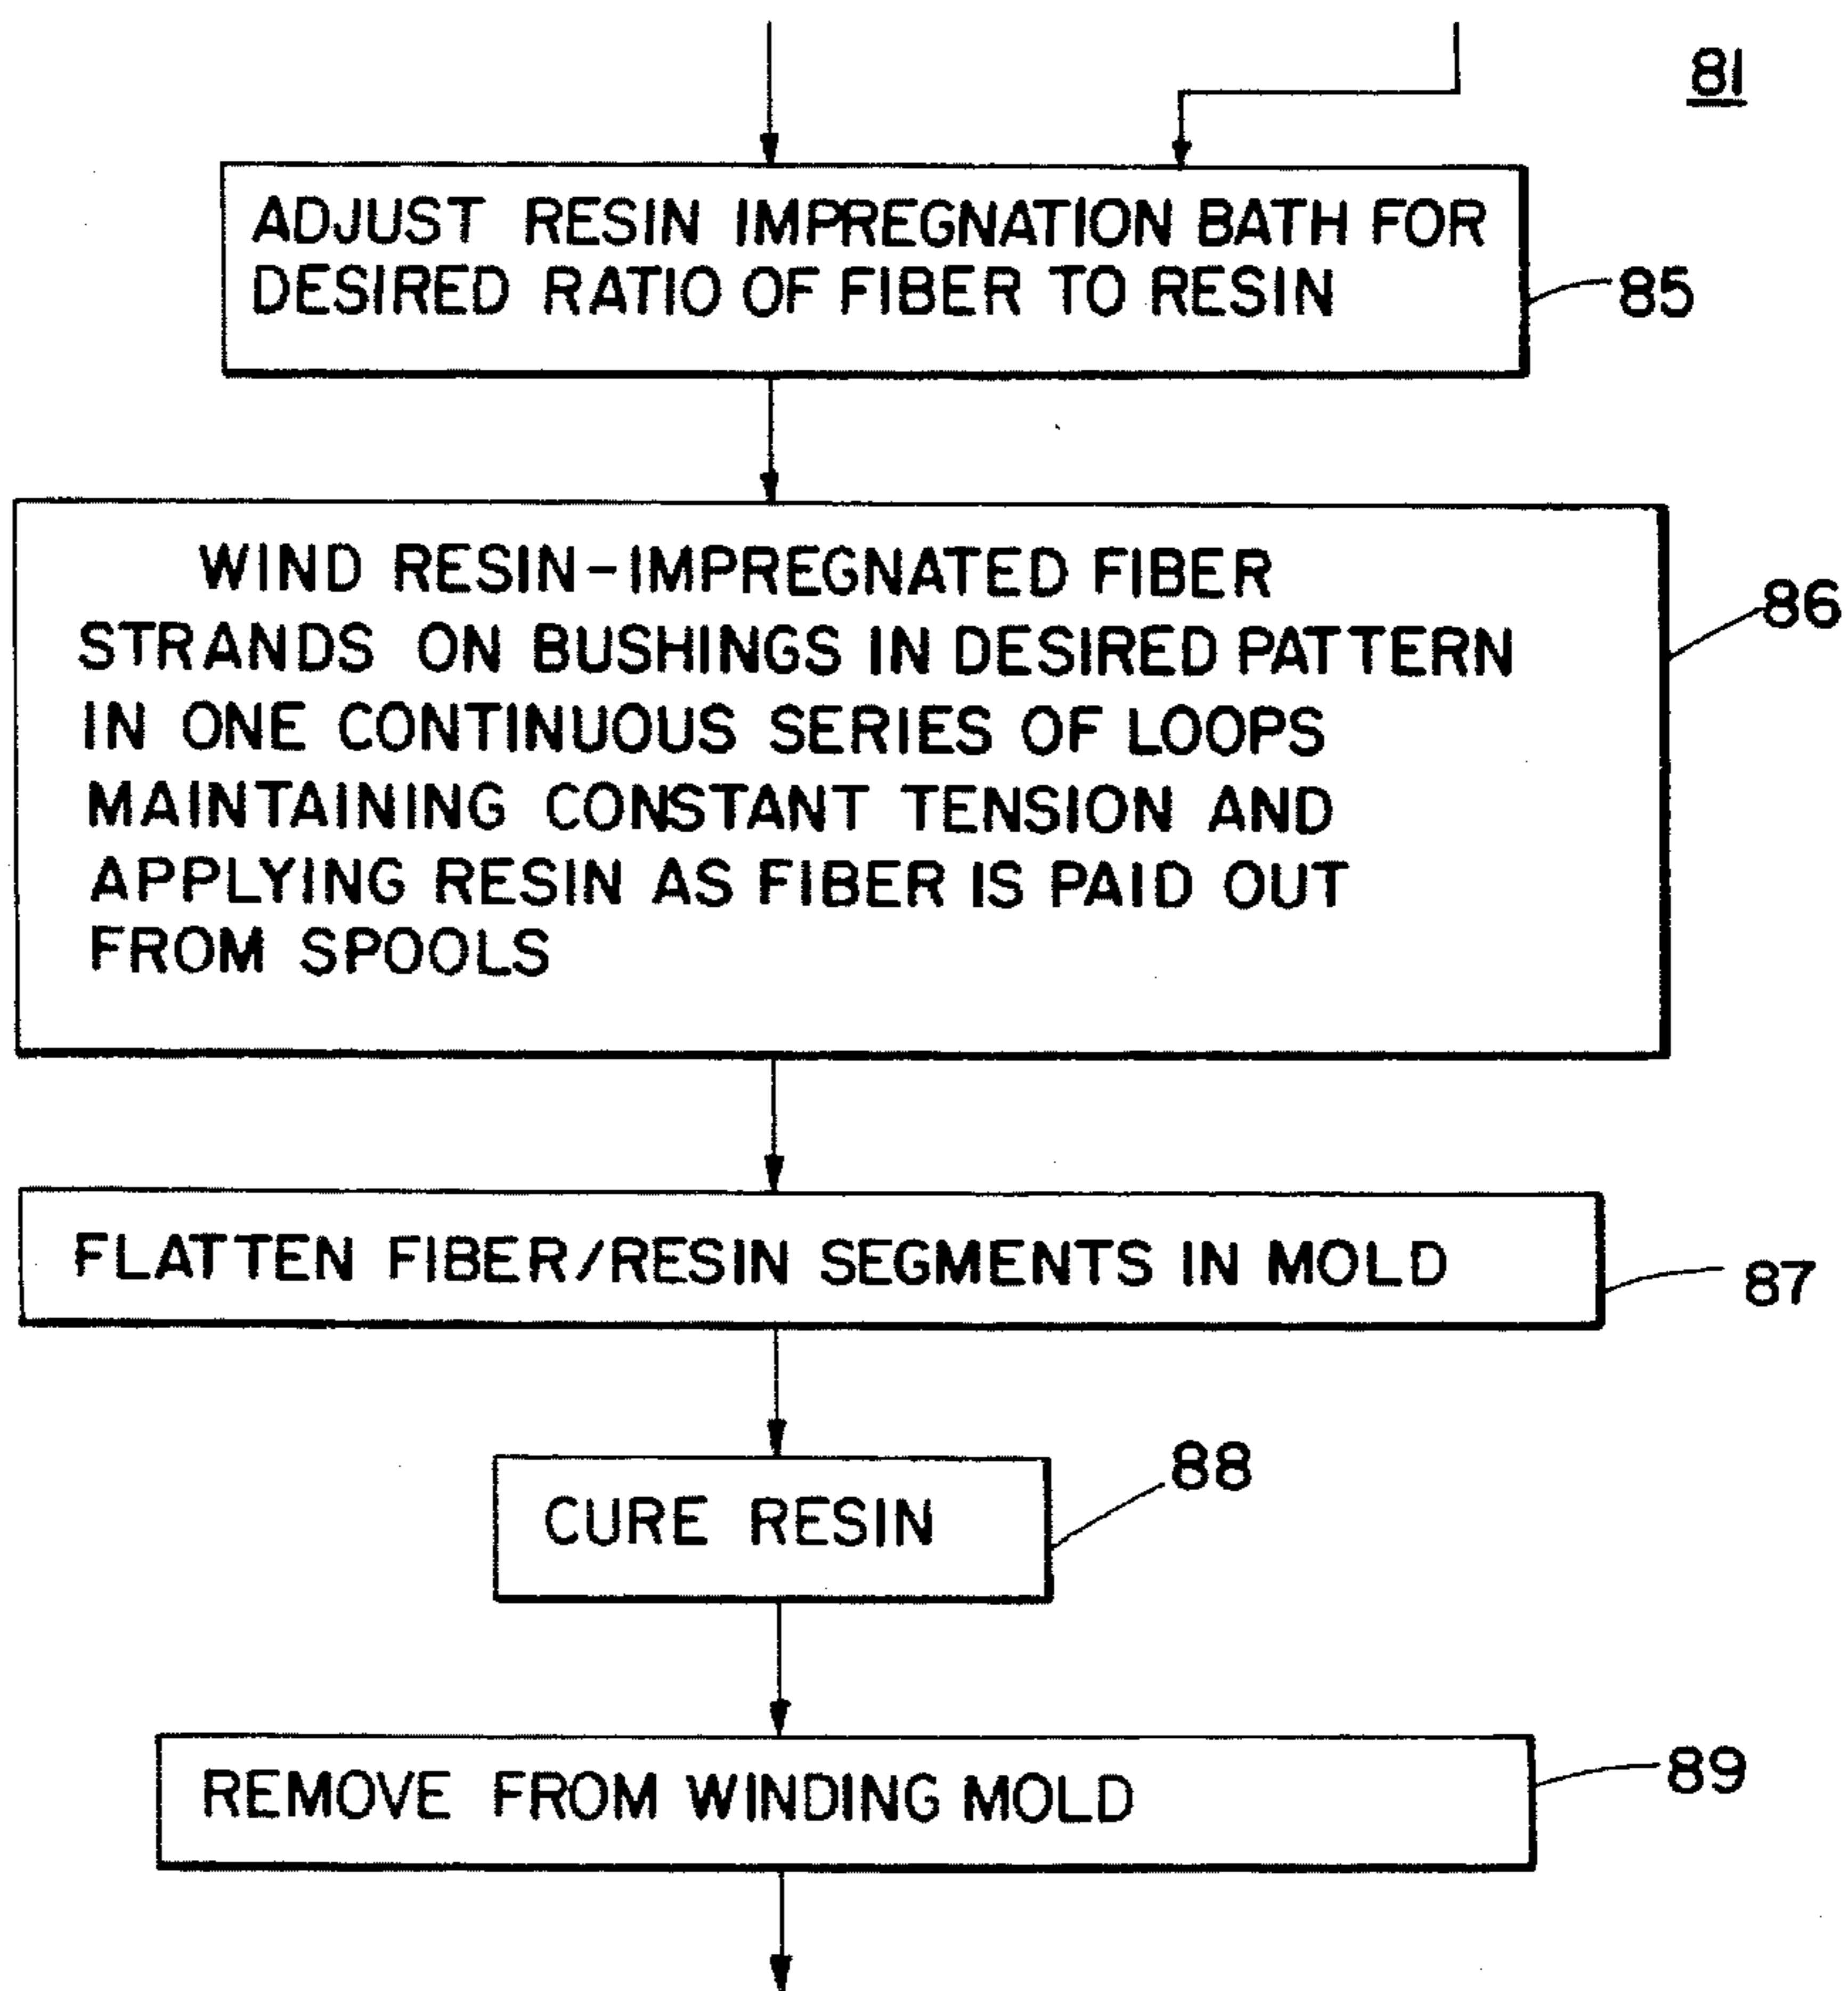 81
ADJUST RESIN IMPREGNATION BATH FOR
DESIRED RATIO OF FIBER TO RESIN
85
WIND RESIN-IMPREGNATED FIBER
STRANDS ON BUSHINGS IN DESIRED PATTERN
IN ONE CONTINUOUS SERIES OF LOOPS
MAINTAINING CONSTANT TENSION AND
APPLYING RESIN AS FIBER IS PAID OUT
FROM SPOOLS
86
FLATTEN FIBER/RESIN SEGMENTS IN MOLD
87
CURE RESIN
88
REMOVE FROM WINDING MOLD
89